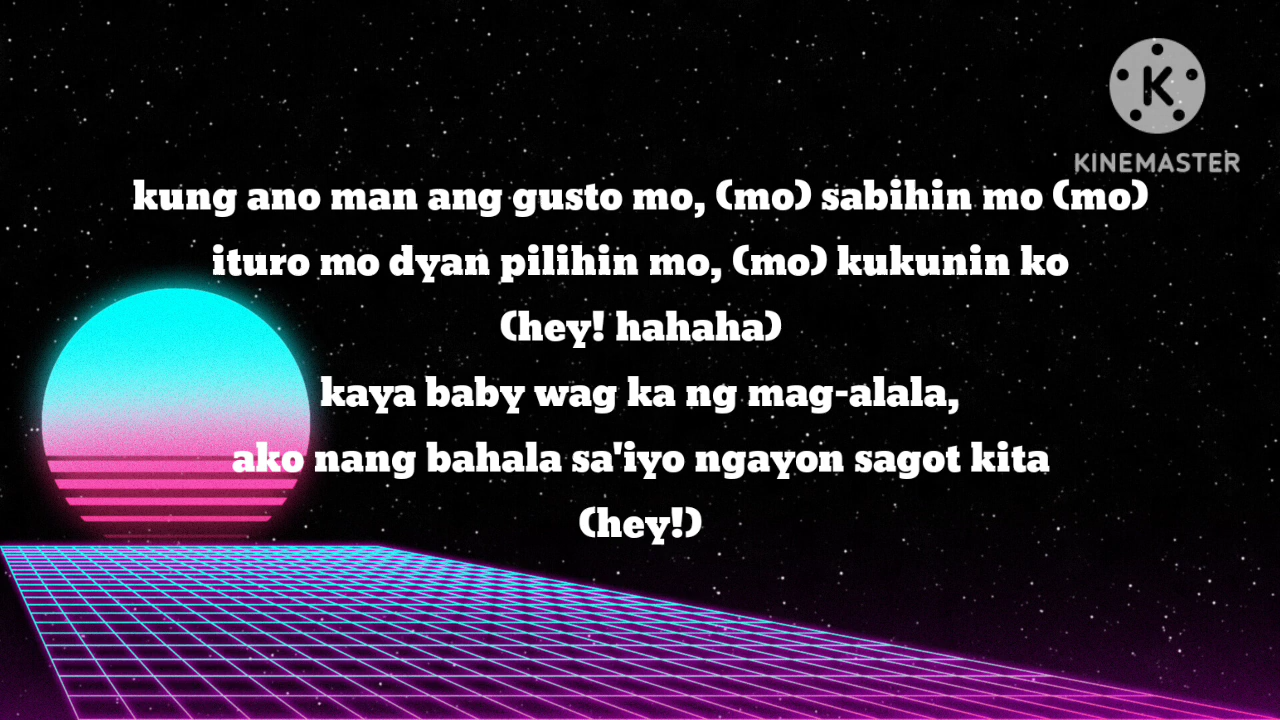 K
KINEMASTER
kung ano man ang gusto mo, (mo) sabihin mo (mo)
ituro mo dyan pilihin mo, (mo) kukunin ko
(hey! hahaha)
kaya baby wag ka ng mag-alala,
ako nang bahala sa'iyo ngayon sagot kita
(hey!)